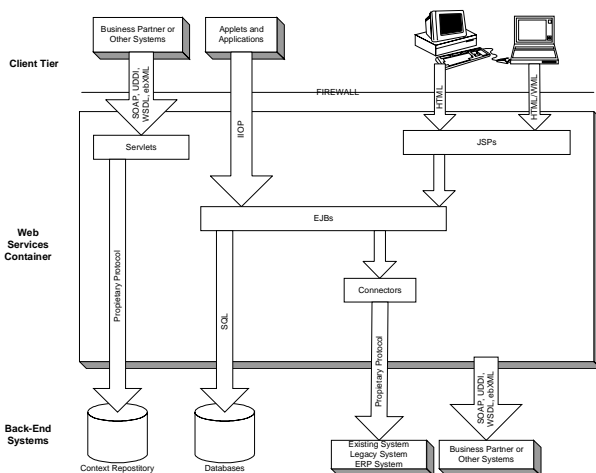 Business Partner or
Other Systems
Applets and
Applications
Client Tier
SOAP, UDDI,
WSDL, ebXML
IIOP
FIREWALL
HTML
HTML/WML
Servlets
JSPs
EJBs
Web
Services
Container
Connectors
Propietary Protocol
SQL
Propietary Protocol
SOAP, UDDI,
WSDL, ebXML
Back-End
Systems
Context Repostitory
Databases
Existing System
Legacy System
ERP System
Business Partner or
Other Systems